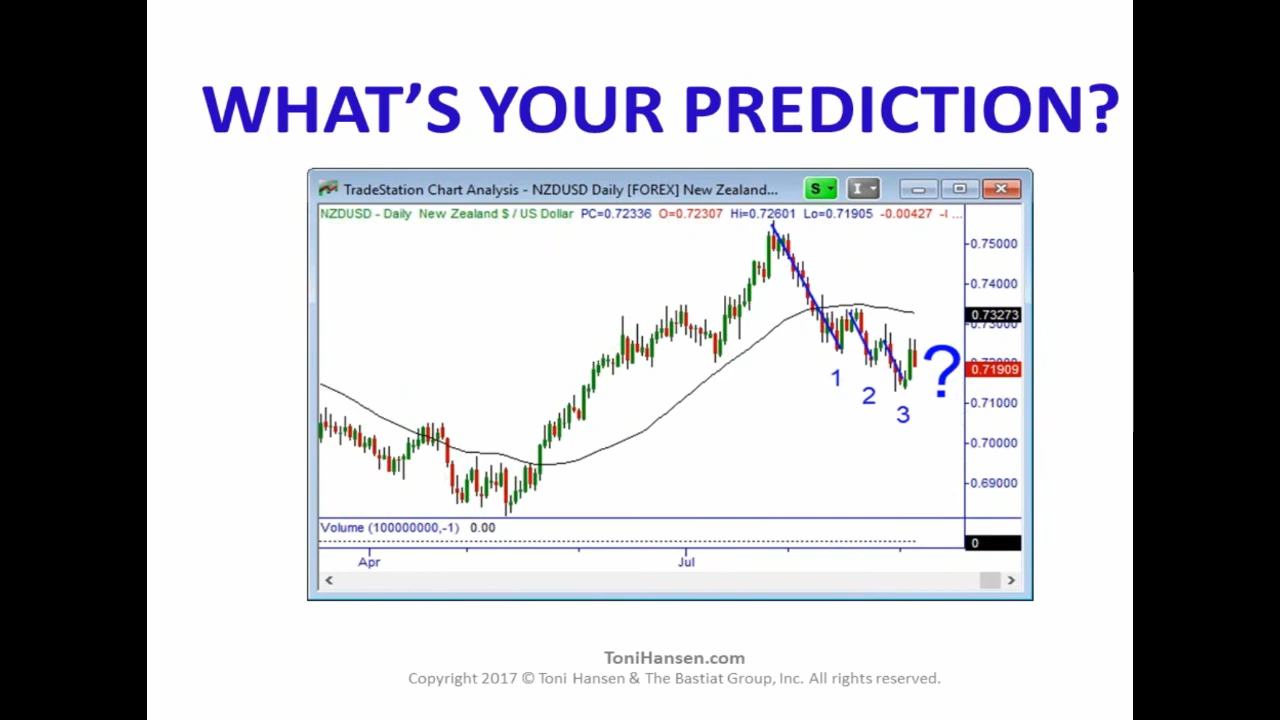 WHAT'S YOUR PREDICTION?
TradeStation Chart Analysis - NZDUSD Daily [FOREX] New Zealand...
S
I
NZDUSD - Daily New Zealand $ / US Dollar PC=0.72336 O=0.72307 Hi=0.72601 Lo=0.71905 -0.00427 -I ...
0.75000
0.74000
0.73273
0.73000
?
0.71909
1
2
0.71000
3
0.70000
0.69000
Volume (100000000,-1) 0.00
0
Apr
Jul
ToniHansen.com
Copyright 2017 © Toni Hansen & The Bastiat Group, Inc. All rights reserved.